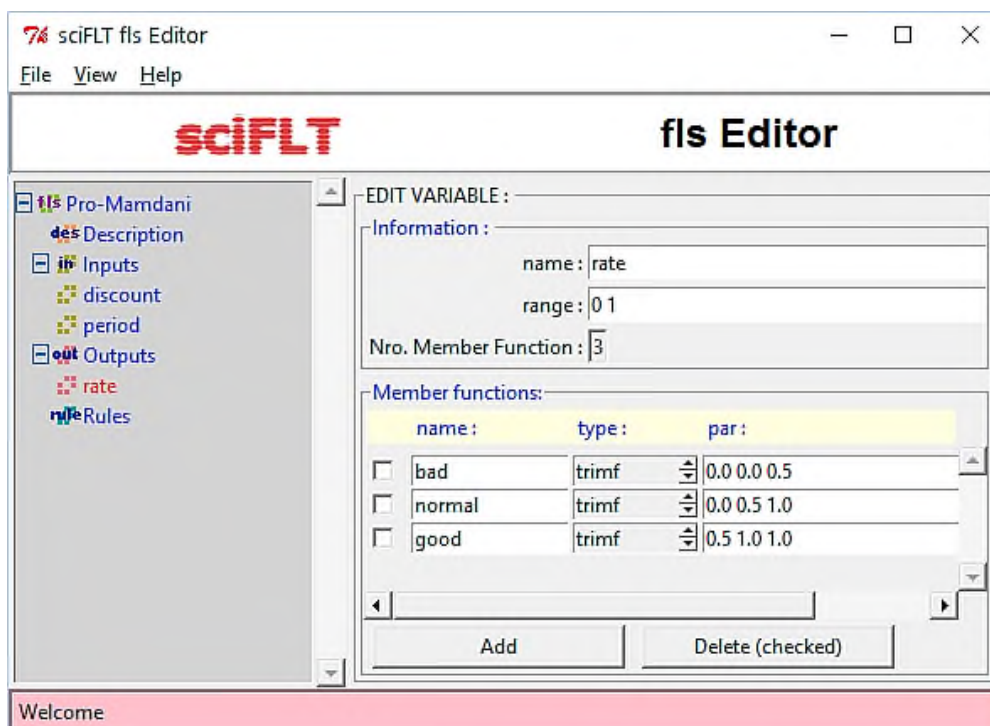 sciFLT fls Editor
File View Help
sciFLT fls Editor
fls Pro-Mamdani
des Description
in Inputs
discount
period
out Outputs
rate
rule Rules
EDIT VARIABLE :
Information :
name : rate
range : 0 1
Nro. Member Function : 3
Member functions:
name : type : par :
bad trimf 0.0 0.0 0.5
normal trimf 0.0 0.5 1.0
good trimf 0.5 1.0 1.0
Add Delete (checked)
Welcome